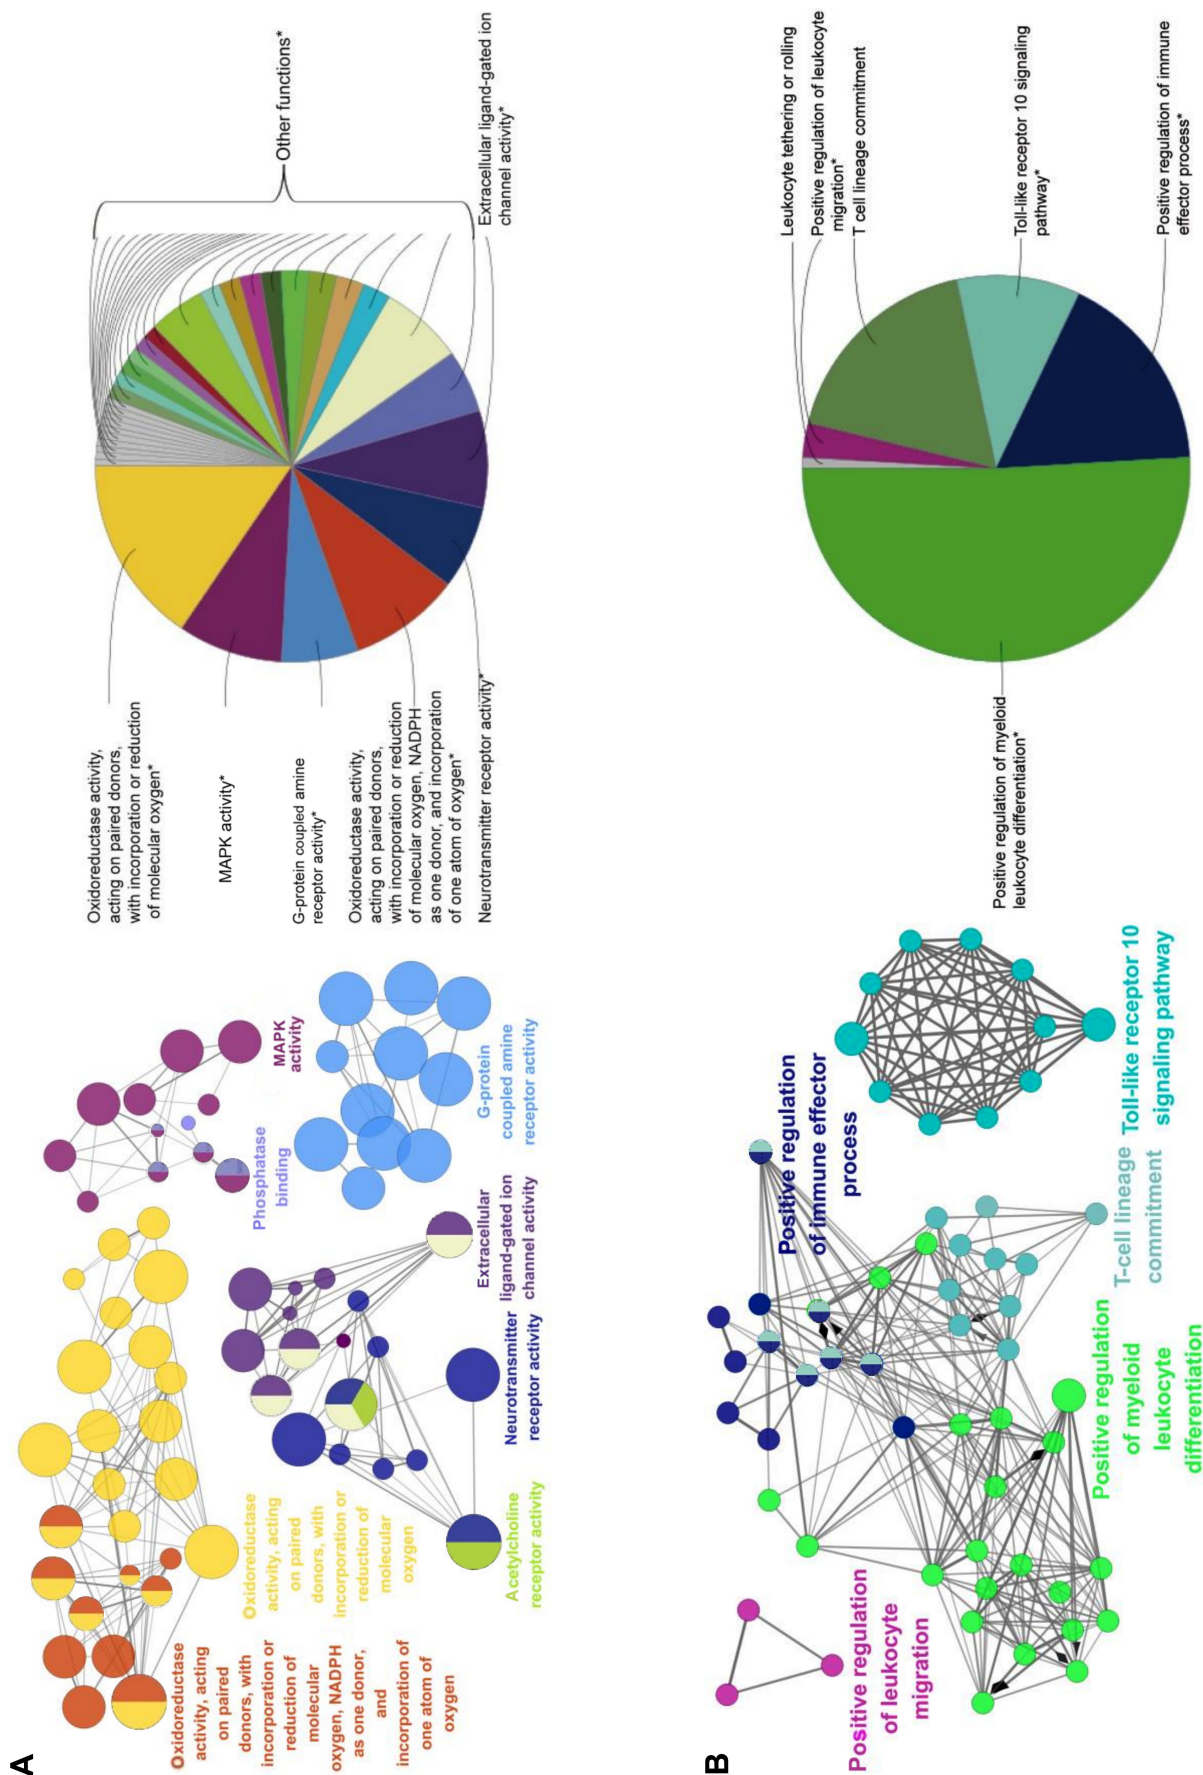 A
Oxidoreductase
activity, acting
on paired
donors, with
incorporation or
reduction of
molecular
oxygen, NADPH
as one donor,
and
incorporation of
one atom of
oxygen
Oxidoreductase
activity, acting
on paired
donors, with
incorporation or
reduction of
molecular
oxygen
Acetylcholine
receptor activity
Neurotransmitter
receptor activity
Extracellular
ligand-gated ion
channel activity
Phosphatase
binding
MAPK
activity
G-protein
coupled amine
receptor activity
Oxidoreductase activity,
acting on paired donors,
with incorporation or reduction
of molecular oxygen*
MAPK activity*
G-protein coupled amine
receptor activity*
Oxidoreductase activity,
acting on paired donors,
with incorporation or reduction
of molecular oxygen, NADPH
as one donor, and incorporation
of one atom of oxygen*
Neurotransmitter receptor activity*
Other functions*
Extracellular ligand-gated ion
channel activity*
B
Positive regulation
of leukocyte
migration
Positive regulation
of myeloid
leukocyte
differentiation
T-cell lineage
commitment
Positive regulation
of immune effector
process
Toll-like receptor 10
signaling pathway
Positive regulation of myeloid
leukocyte differentiation*
Leukocyte tethering or rolling
Positive regulation of leukocyte
migration*
T cell lineage commitment
Toll-like receptor 10 signaling
pathway*
Positive regulation of immune
effector process*